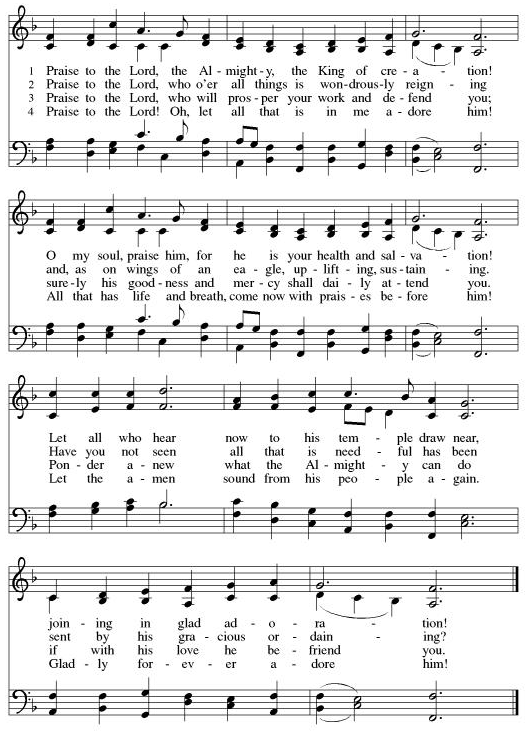 1 Praise to the Lord, the Al - might - y, the King of cre - a - tion!
2 Praise to the Lord, who o'er all things is won-drous-ly reign - ing
3 Praise to the Lord, who will pros - per your work and de - fend you;
4 Praise to the Lord! Oh, let all that is in me a - dore him!
O my soul, praise him, for he is your health and sal - va - tion!
and, as on wings of an ea - gle, up - lift - ing, sus - tain - ing.
sure - ly his good - ness and mer - cy shall dai - ly at - tend you.
All that has life and breath, come now with prais - es be - fore him!
Let all who hear now to his tem - ple draw near,
Have you not seen all that is need - ful has been
Pon - der a - new what the Al - might - y can do
Let the a - men sound from his peo - ple a - gain.
join - ing in glad ad - o - ra - tion!
sent by his gra - cious or - dain - ing?
if with his love he be - friend you.
Glad - ly for - ev - er a - dore him!